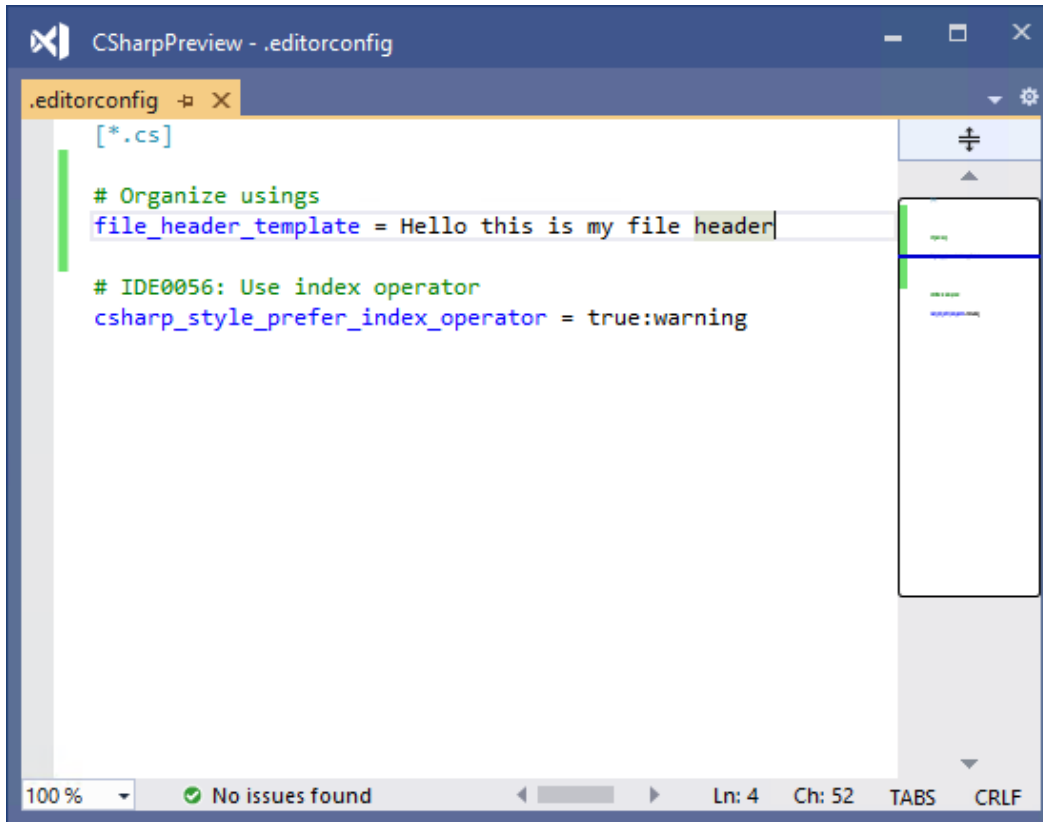 CSharpPreview - .editorconfig
.editorconfig
[*.cs]
# Organize usings
file_header_template = Hello this is my file header
# IDE0056: Use index operator
csharp_style_prefer_index_operator = true:warning
100 % No issues found Ln: 4 Ch: 52 TABS CRLF